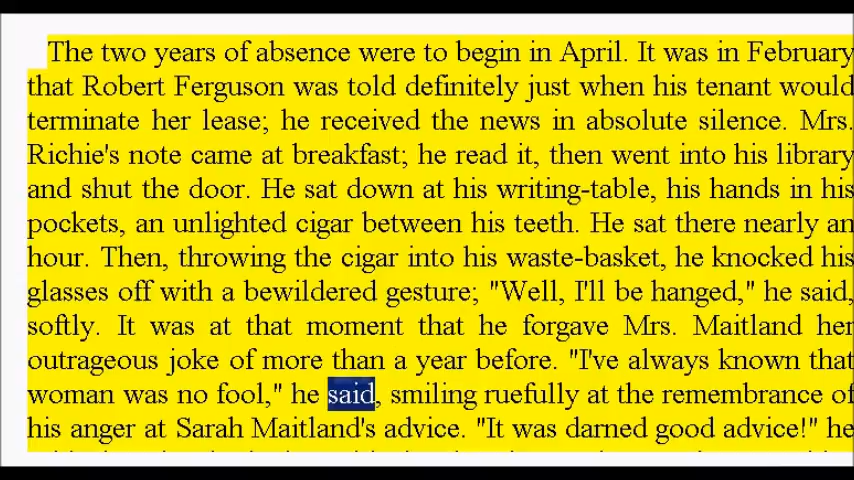 The two years of absence were to begin in April. It was in February
that Robert Ferguson was told definitely just when his tenant would
terminate her lease; he received the news in absolute silence. Mrs.
Richie's note came at breakfast; he read it, then went into his library
and shut the door. He sat down at his writing-table, his hands in his
pockets, an unlighted cigar between his teeth. He sat there nearly an
hour. Then, throwing the cigar into his waste-basket, he knocked his
glasses off with a bewildered gesture; "Well, I'll be hanged," he said,
softly. It was at that moment that he forgave Mrs. Maitland her
outrageous joke of more than a year before. "I've always known that
woman was no fool," he said, smiling ruefully at the remembrance of
his anger at Sarah Maitland's advice. "It was darned good advice!" he